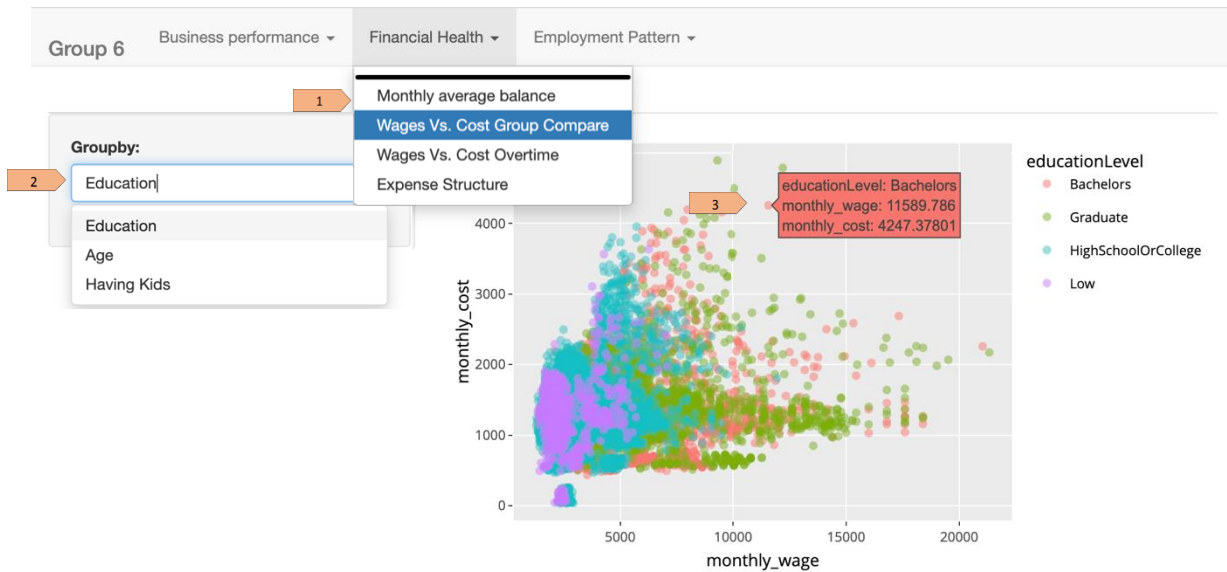 Group 6
Business performance
Financial Health
Employment Pattern
1
Monthly average balance
Wages Vs. Cost Group Compare
Wages Vs. Cost Overtime
Expense Structure
Groupby:
2
Education
Education
Age
Having Kids
3
educationLevel: Bachelors
monthly_wage: 11589.786
monthly_cost: 4247.37801
educationLevel
Bachelors
Graduate
HighSchoolOrCollege
Low
monthly_cost
4000
3000
2000
1000
0
5000
10000
15000
20000
monthly_wage